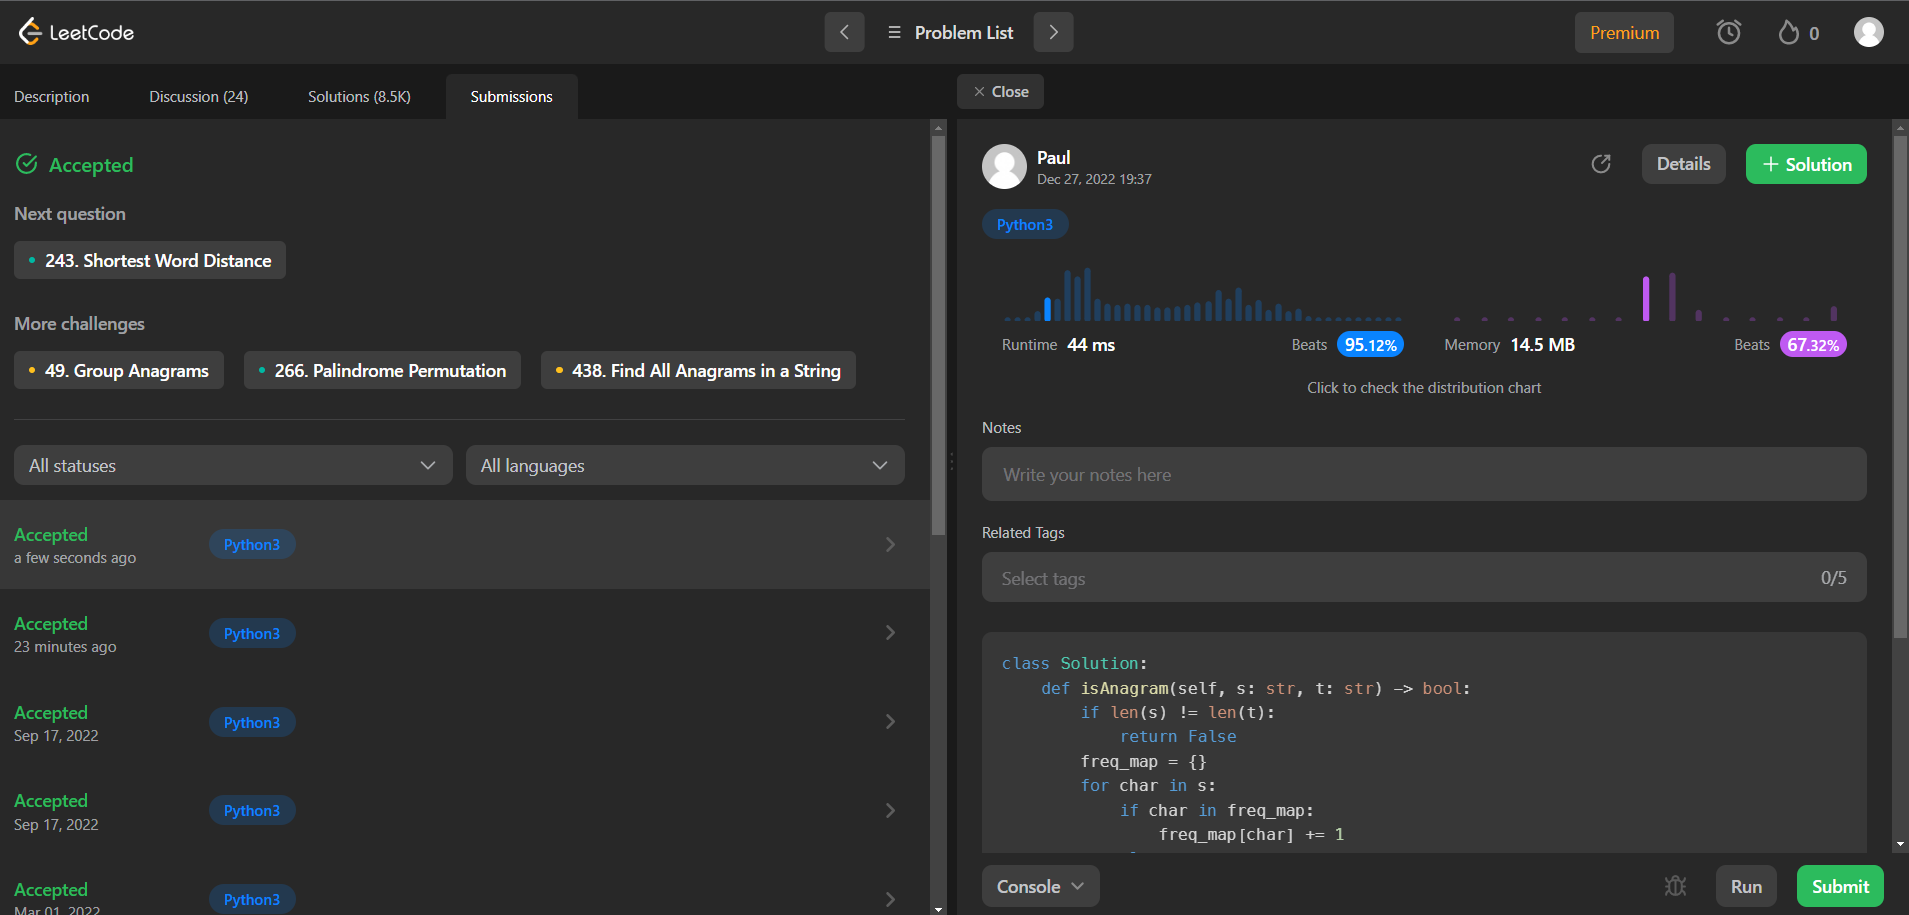 LeetCode
Problem List
Premium
0
Description
Discussion (24)
Solutions (8.5K)
Submissions
Close
Accepted
Next question
243. Shortest Word Distance
More challenges
49. Group Anagrams
266. Palindrome Permutation
438. Find All Anagrams in a String
All statuses
All languages
Accepted
a few seconds ago
Python3
Accepted
23 minutes ago
Python3
Accepted
Sep 17, 2022
Python3
Accepted
Sep 17, 2022
Python3
Accepted
Mar 01, 2022
Python3
Paul
Dec 27, 2022 19:37
Details
+ Solution
Python3
Runtime 44 ms
Beats 95.12%
Memory 14.5 MB
Beats 67.32%
Click to check the distribution chart
Notes
Write your notes here
Related Tags
Select tags
0/5
class Solution:
    def isAnagram(self, s: str, t: str) -> bool:
        if len(s) != len(t):
            return False
        freq_map = {}
        for char in s:
            if char in freq_map:
                freq_map[char] += 1
Console
Run
Submit